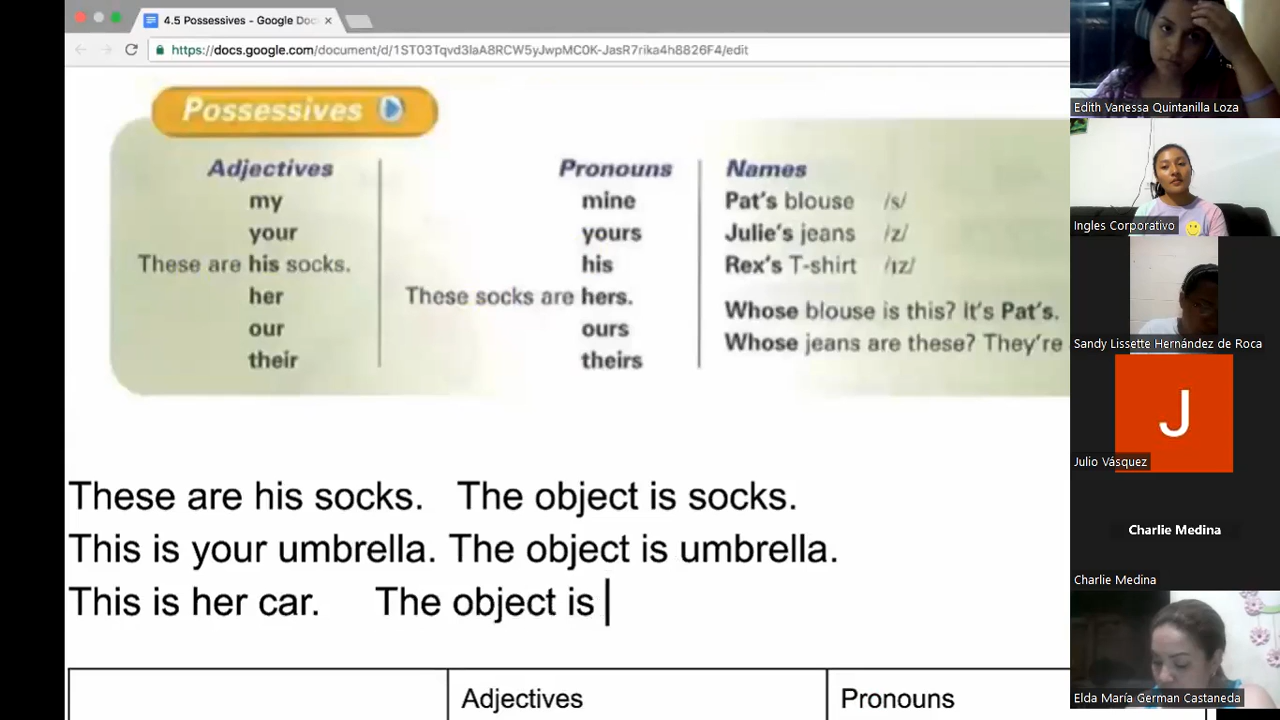 4.5 Possessives - Google Doc
https://docs.google.com/document/d/1ST03Tqvd3laA8RCW5yJwpMC0K-JasR7rika4h8826F4/edit
Possessives
Adjectives
my
your
These are his socks.
her
our
their
Pronouns
mine
yours
his
These socks are hers.
ours
theirs
Names
Pat's blouse /s/
Julie's jeans /z/
Rex's T-shirt /ɪz/
Whose blouse is this? It's Pat's.
Whose jeans are these? They're
These are his socks. The object is socks.
This is your umbrella. The object is umbrella.
This is her car. The object is
Adjectives Pronouns
Edith Vanessa Quintanilla Loza
Ingles Corporativo
Sandy Lissette Hernández de Roca
J
Julio Vásquez
Charlie Medina
Charlie Medina
Elda María German Castaneda